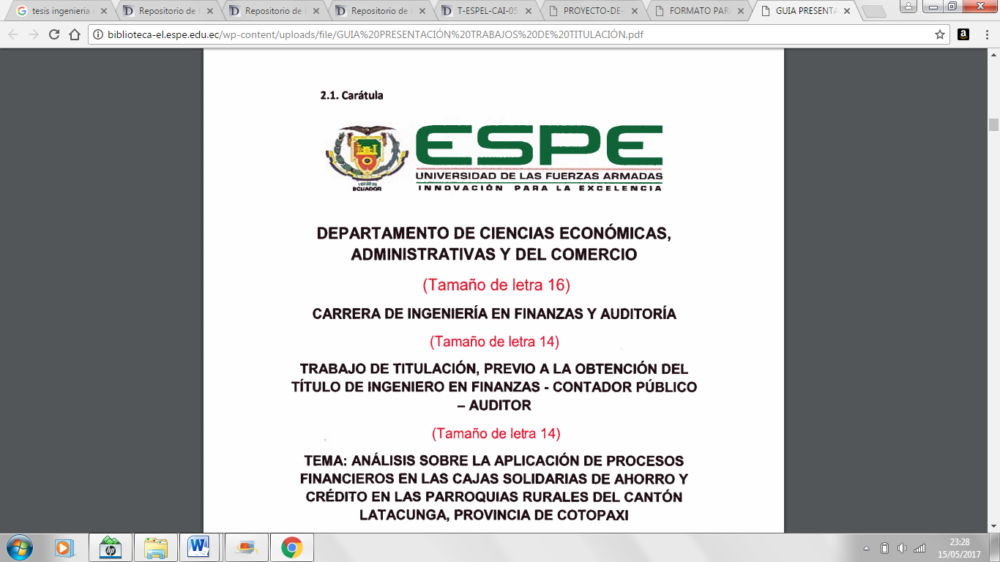 tesis ingenieria
Repositorio de
Repositorio de
Repositorio de
T-ESPEL-CAI-05
PROYECTO-DE-
FORMATO PARA
GUIA PRESENTA
biblioteca-el.espe.edu.ec/wp-content/uploads/file/GUIA%20PRESENTACIÓN%20TRABAJOS%20DE%20TITULACIÓN.pdf
2.1. Carátula
ESPE
UNIVERSIDAD DE LAS FUERZAS ARMADAS
INNOVACIÓN PARA LA EXCELENCIA
ECUADOR
DEPARTAMENTO DE CIENCIAS ECONÓMICAS,
ADMINISTRATIVAS Y DEL COMERCIO
(Tamaño de letra 16)
CARRERA DE INGENIERÍA EN FINANZAS Y AUDITORÍA
(Tamaño de letra 14)
TRABAJO DE TITULACIÓN, PREVIO A LA OBTENCIÓN DEL
TÍTULO DE INGENIERO EN FINANZAS - CONTADOR PÚBLICO
– AUDITOR
(Tamaño de letra 14)
TEMA: ANÁLISIS SOBRE LA APLICACIÓN DE PROCESOS
FINANCIEROS EN LAS CAJAS SOLIDARIAS DE AHORRO Y
CRÉDITO EN LAS PARROQUIAS RURALES DEL CANTÓN
LATACUNGA, PROVINCIA DE COTOPAXI
23:28
15/05/2017